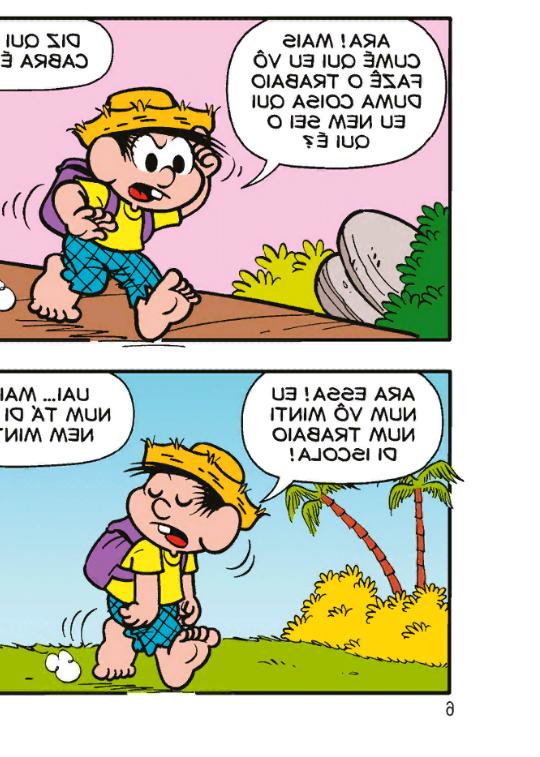 ARA! MAIS
CUMÉ QUI EU VÔ
FAZÊ O TRABAIO
DUMA COISA QUI
EU NEM SEI O
QUI É?
DIZ QUI
CABRA É
ARA ESSA! EU
NUM VÔ MINTI
NUM TRABAIO
DI ISCOLA!
UAI...
NUM TÁ DI
NEM
6